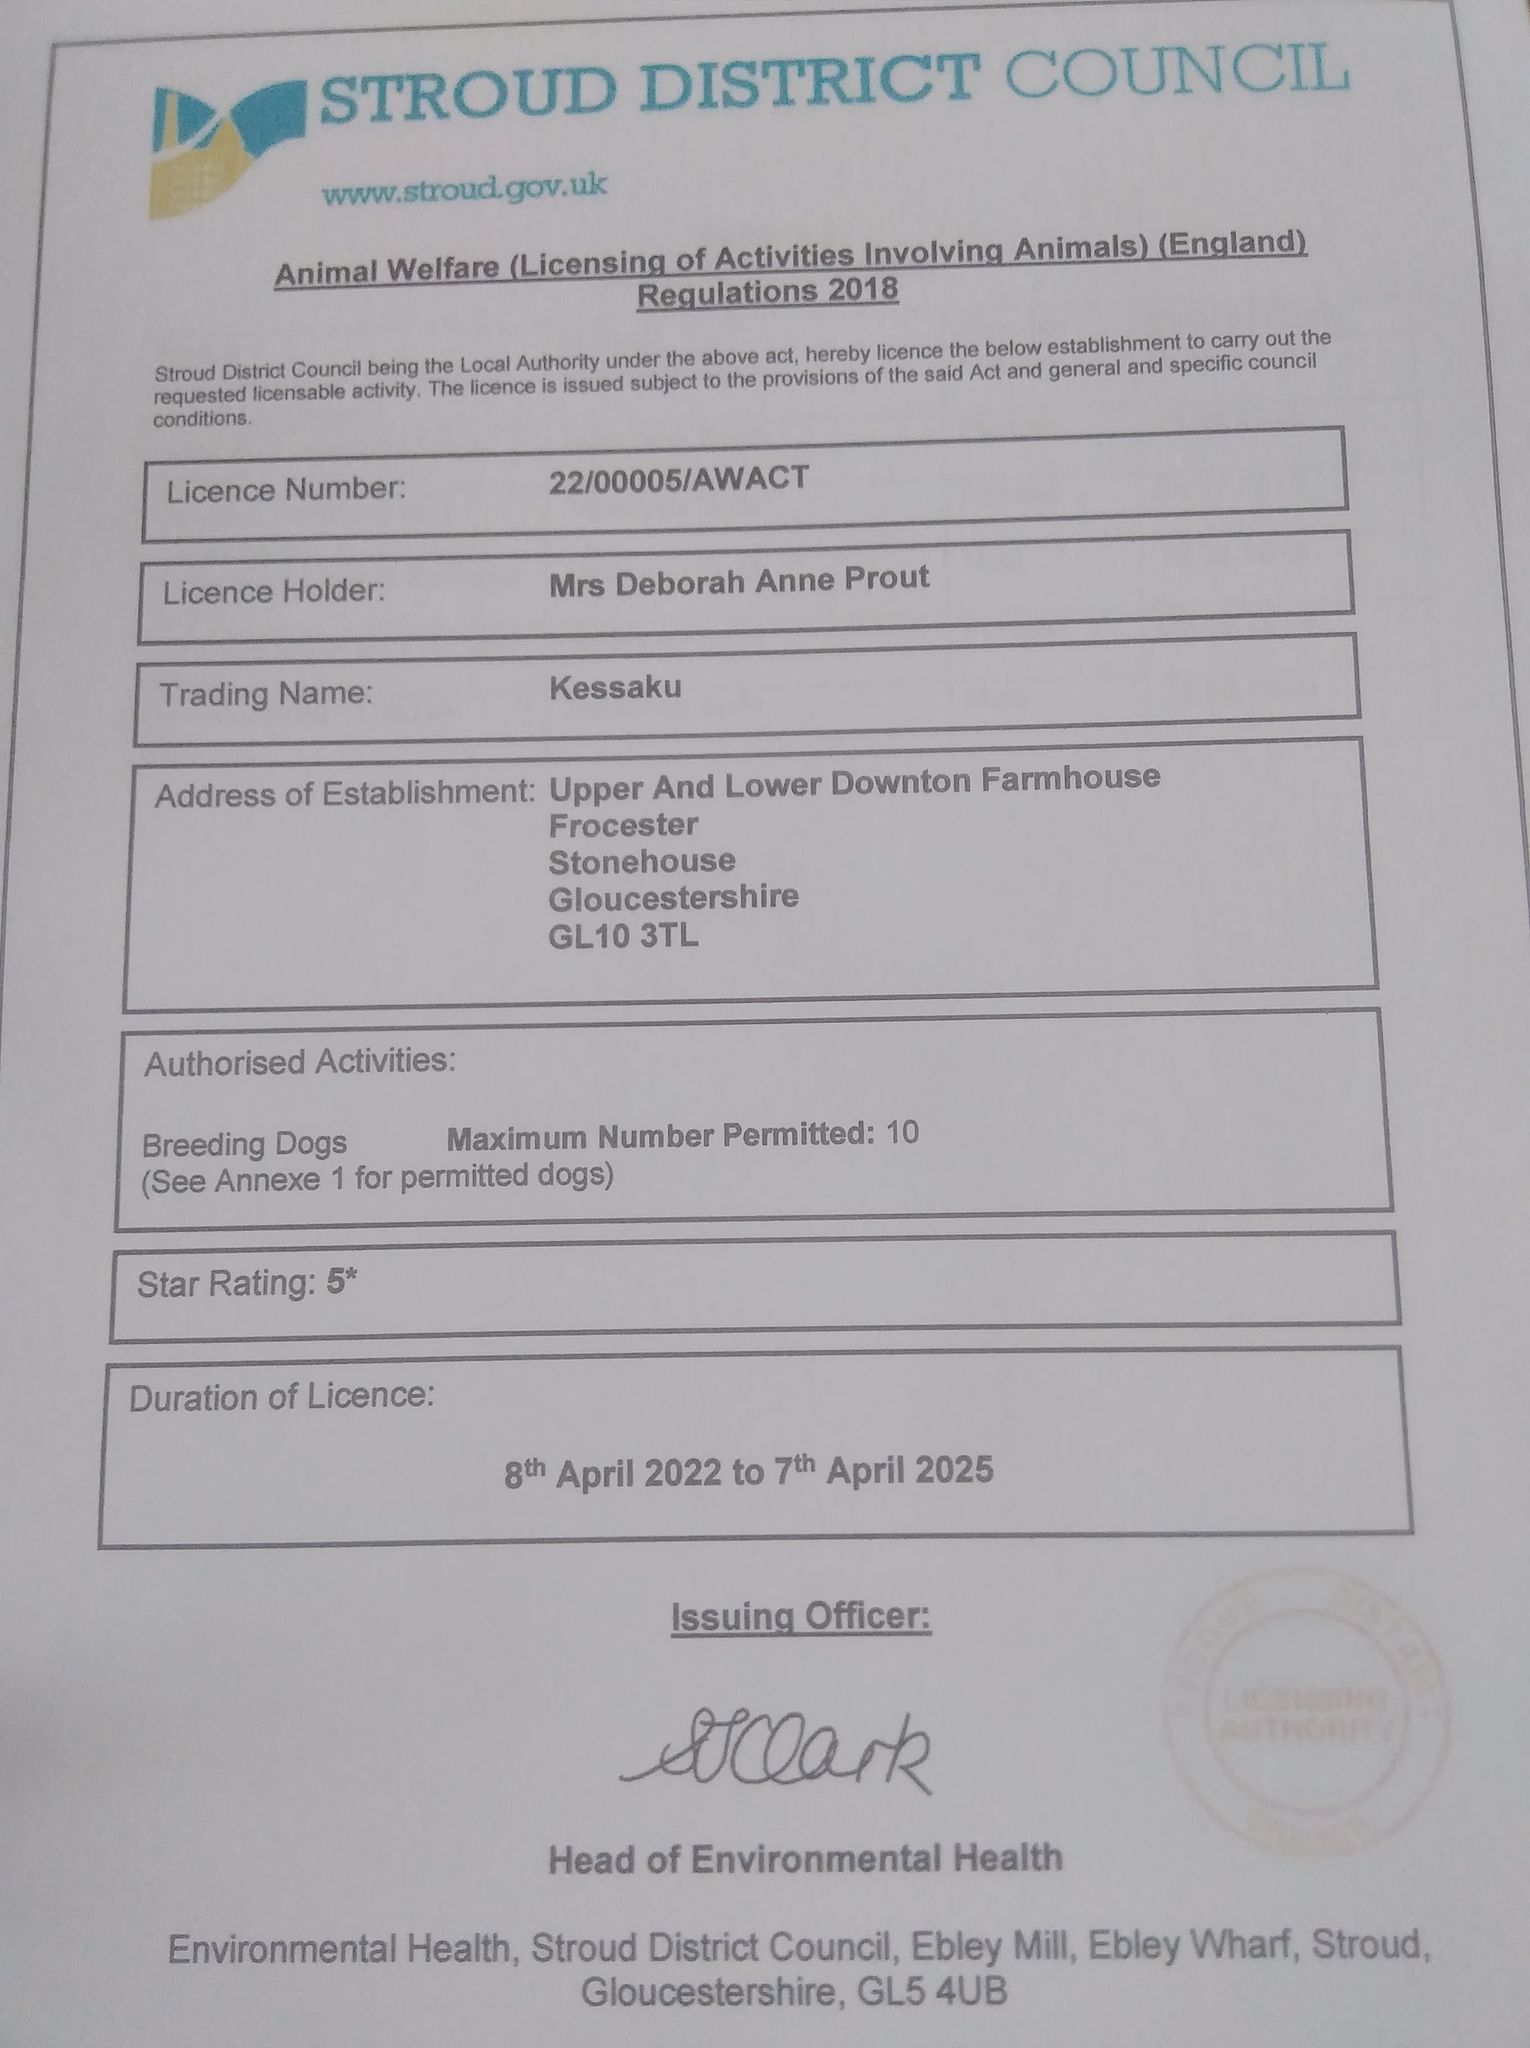 STROUD DISTRICT COUNCIL
www.stroud.gov.uk
Animal Welfare (Licensing of Activities Involving Animals) (England)
Regulations 2018
Stroud District Council being the Local Authority under the above act, hereby licence the below establishment to carry out the
requested licensable activity. The licence is issued subject to the provisions of the said Act and general and specific council
conditions.
Licence Number: 22/00005/AWACT
Licence Holder: Mrs Deborah Anne Prout
Trading Name: Kessaku
Address of Establishment: Upper And Lower Downton Farmhouse
Frocester
Stonehouse
Gloucestershire
GL10 3TL
Authorised Activities:
Breeding Dogs Maximum Number Permitted: 10
(See Annexe 1 for permitted dogs)
Star Rating: 5*
Duration of Licence:
8th April 2022 to 7th April 2025
Issuing Officer:
Clark
LICENSING
AUTHORITY
Head of Environmental Health
Environmental Health, Stroud District Council, Ebley Mill, Ebley Wharf, Stroud,
Gloucestershire, GL5 4UB